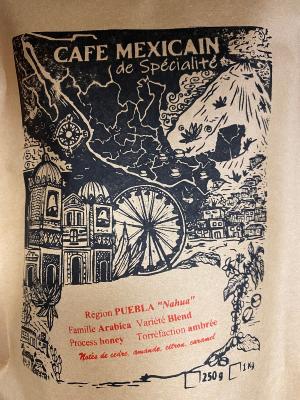 CAFE MEXICAIN
de Spécialité
Région PUEBLA "Nahua"
Famille Arabica Variété Blend
Process honey Torréfaction ambrée
Notes de cedre, amande, citron, caramel
250 g 1 Kg